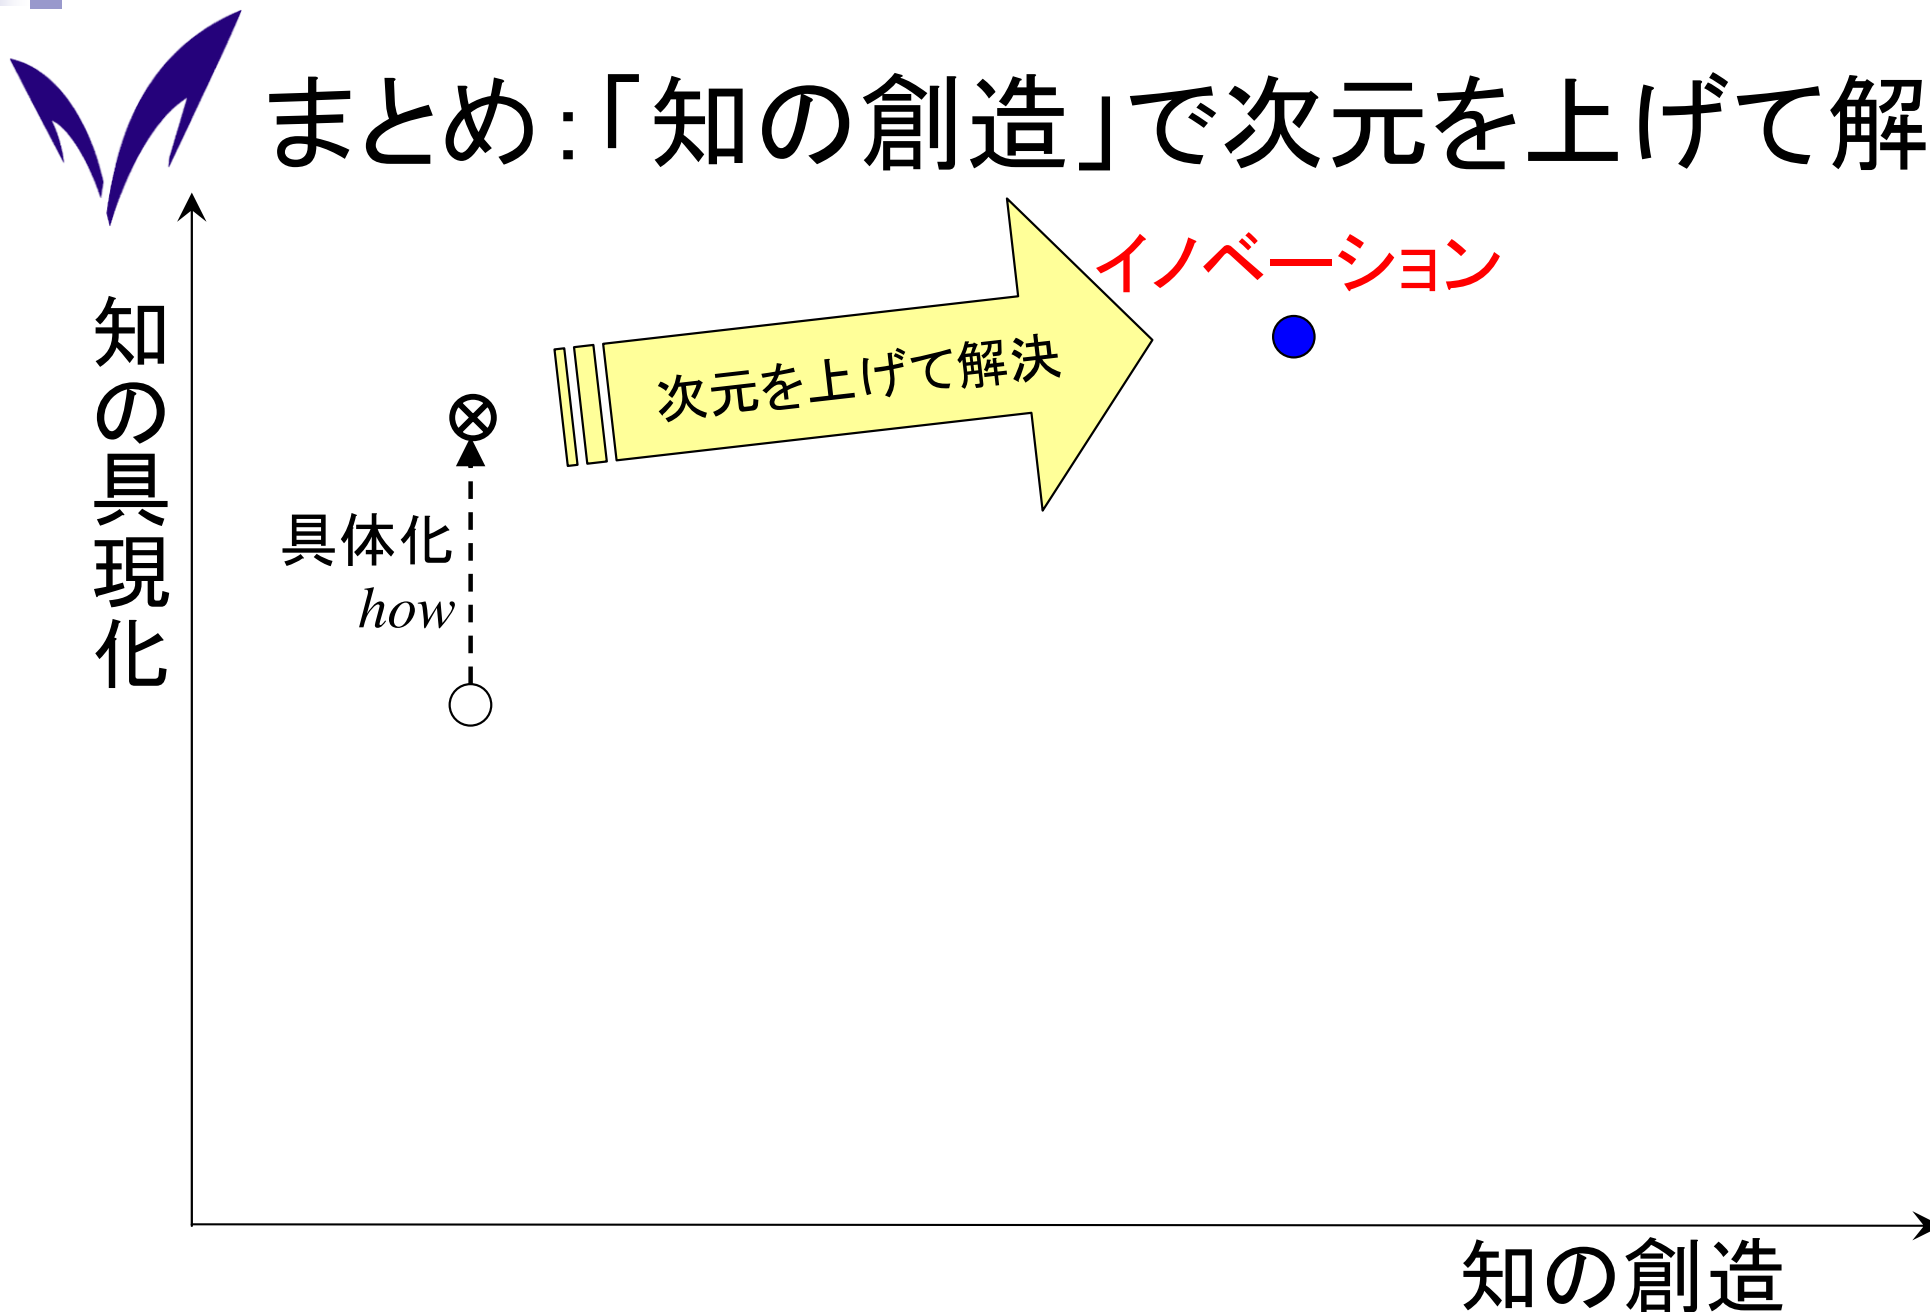 まとめ:「知の創造」で次元を上げて解
イノベーション
知の具現化
次元を上げて解決
具体化
how
知の創造